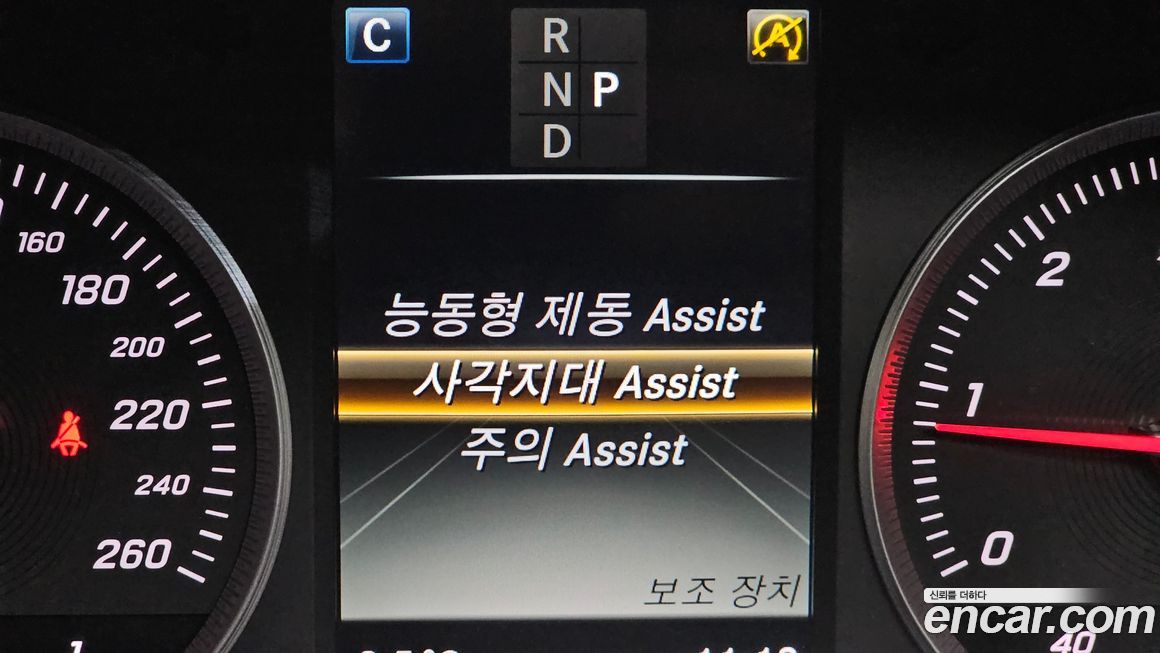 C
R
N P
D
A
160
180
200
220
240
260
능동형 제동 Assist
사각지대 Assist
주의 Assist
보조 장치
2
1
0
40
신뢰를 더하다
encar.com